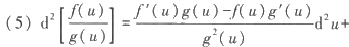 (5) d²[f(u)/g(u)] = f′(u)g(u)-f(u)g′(u)/g²(u) d²u+